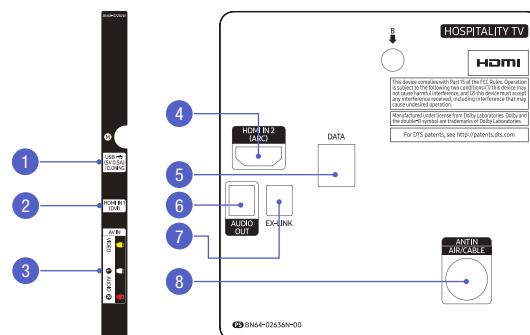 BN64-02636W
1
USB
(5V 0.5A)
/CLONING
2
HDMI IN 1
(DVI)
AV IN
VIDEO
3
AUDIO
B
HOSPITALITY TV
HDMI
This device complies with Part 15 of the FCC Rules. Operation
is subject to the following two conditions: (1) this device may
not cause harmful interference, and (2) this device must accept
any interference received, including interference that may
cause undesired operation.
Manufactured under license from Dolby Laboratories. Dolby and
the double-D symbol are trademarks of Dolby Laboratories.
For DTS patents, see http://patents.dts.com
4
HDMI IN 2
(ARC)
DATA
5
6
AUDIO
OUT
EX-LINK
7
ANT IN
AIR/CABLE
8
PS BN64-02636N-00